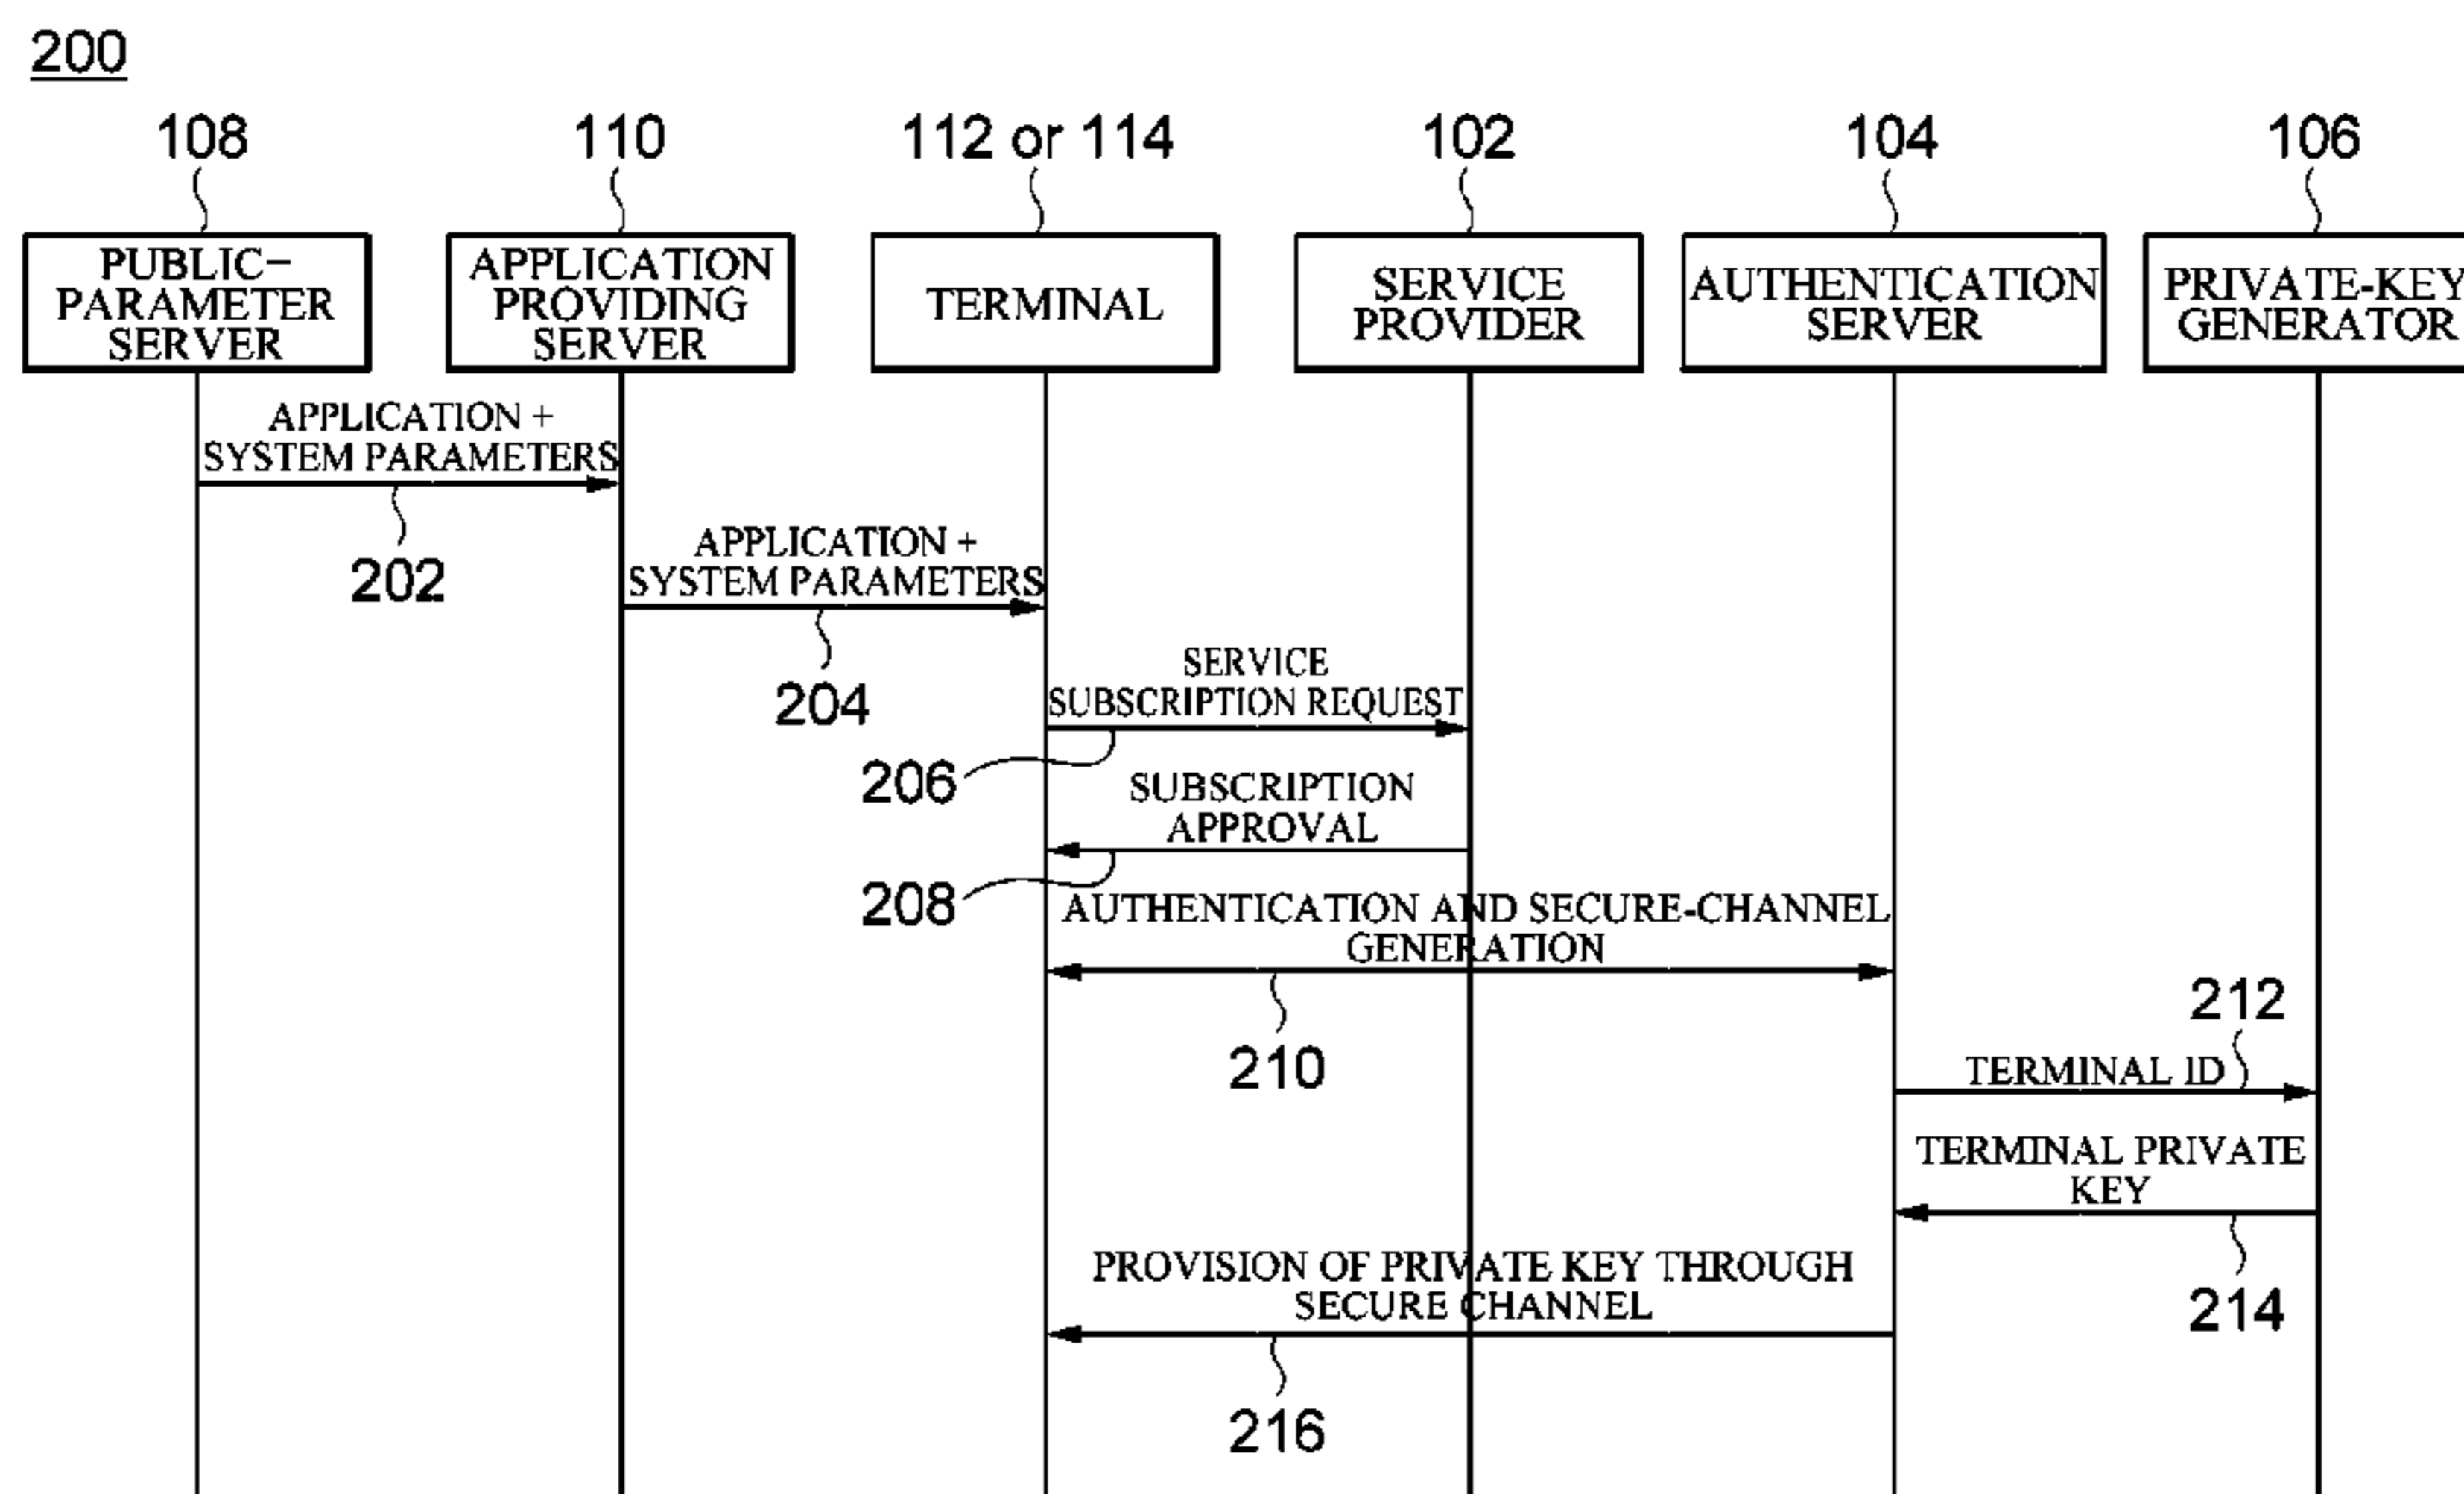 200
108
110
112 or 114
102
104
106
PUBLIC-
PARAMETER
SERVER
APPLICATION
PROVIDING
SERVER
TERMINAL
SERVICE
PROVIDER
AUTHENTICATION
SERVER
PRIVATE-KEY
GENERATOR
APPLICATION +
SYSTEM PARAMETERS
202
APPLICATION +
SYSTEM PARAMETERS
204
SERVICE
SUBSCRIPTION REQUEST
206
SUBSCRIPTION
APPROVAL
208
AUTHENTICATION AND SECURE-CHANNEL
GENERATION
210
212
TERMINAL ID
TERMINAL PRIVATE
KEY
214
PROVISION OF PRIVATE KEY THROUGH
SECURE CHANNEL
216